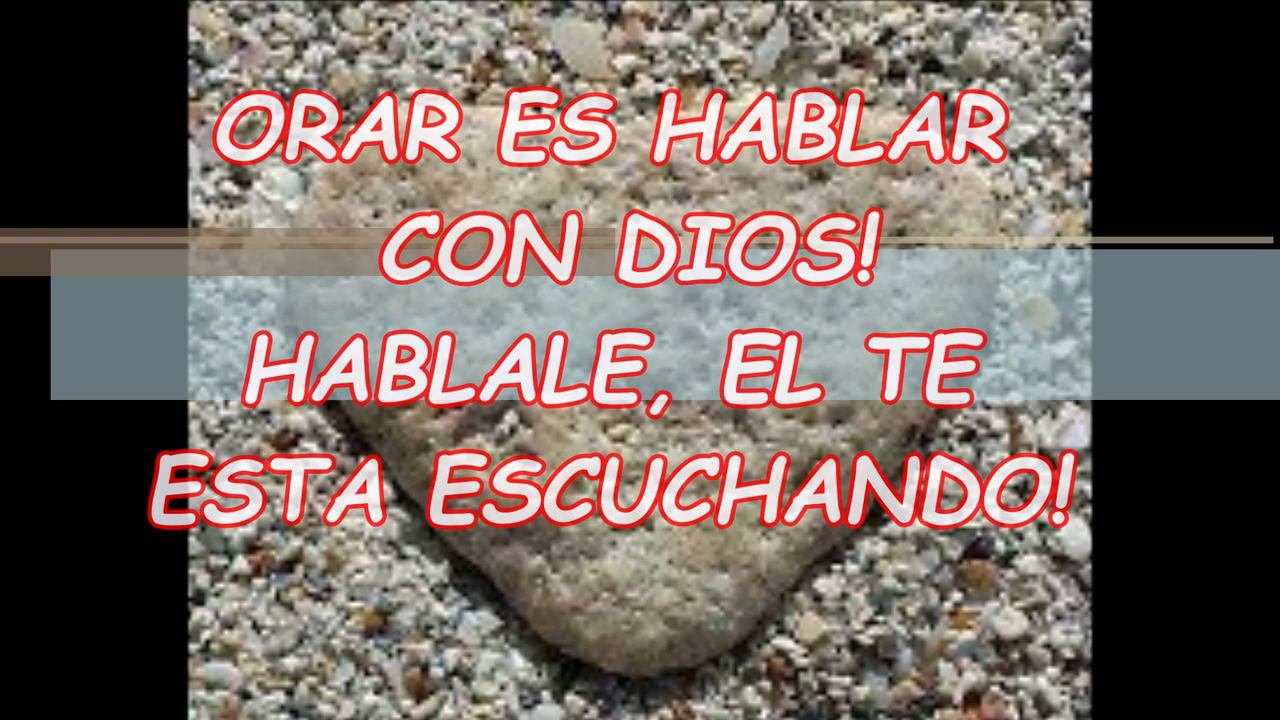 ORAR ES HABLAR
CON DIOS!
HABLALE, EL TE
ESTA ESCUCHANDO!